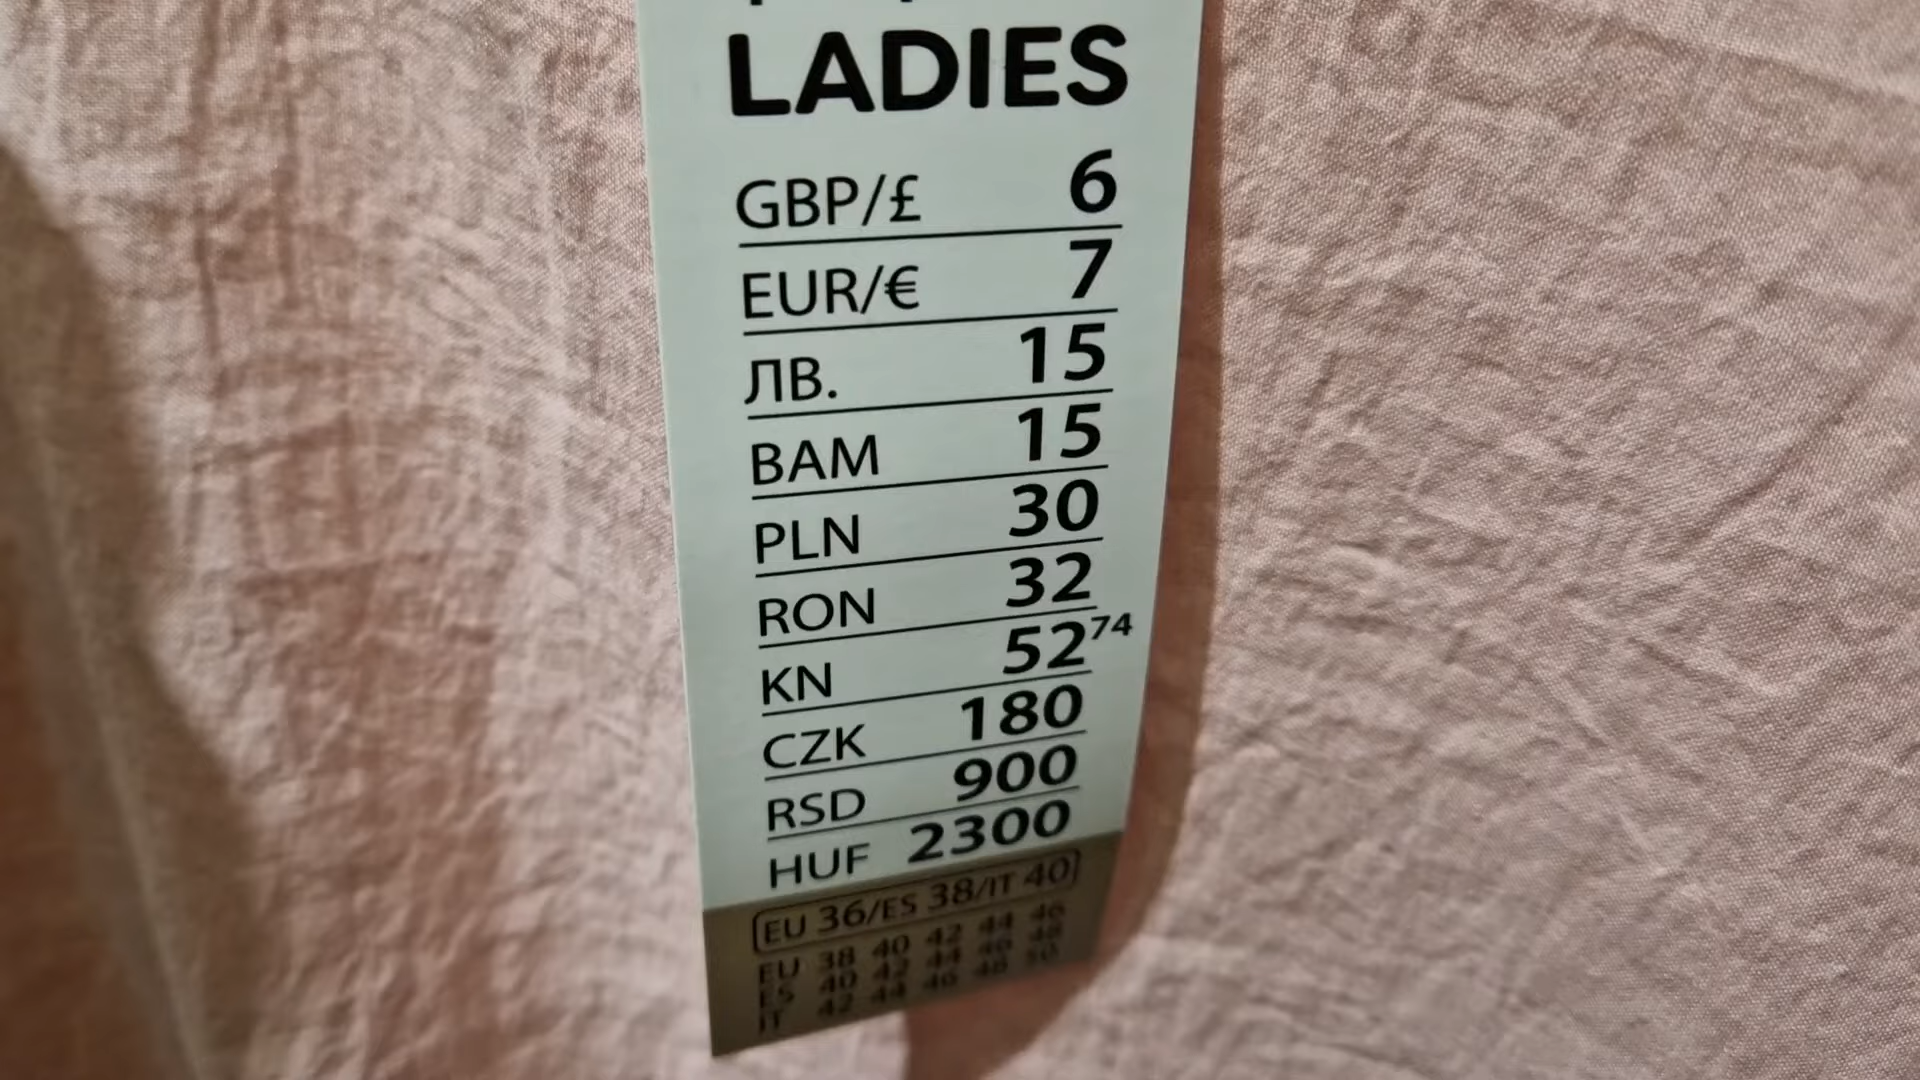 LADIES
GBP/£ 6
EUR/€ 7
ЛВ. 15
BAM 15
PLN 30
RON 32
KN 52⁷⁴
CZK 180
RSD 900
HUF 2300
EU 36/ES 38/IT 40
EU 38 40 42 44 46
ES 40 42 44 46 48
IT 42 44 46 48 50